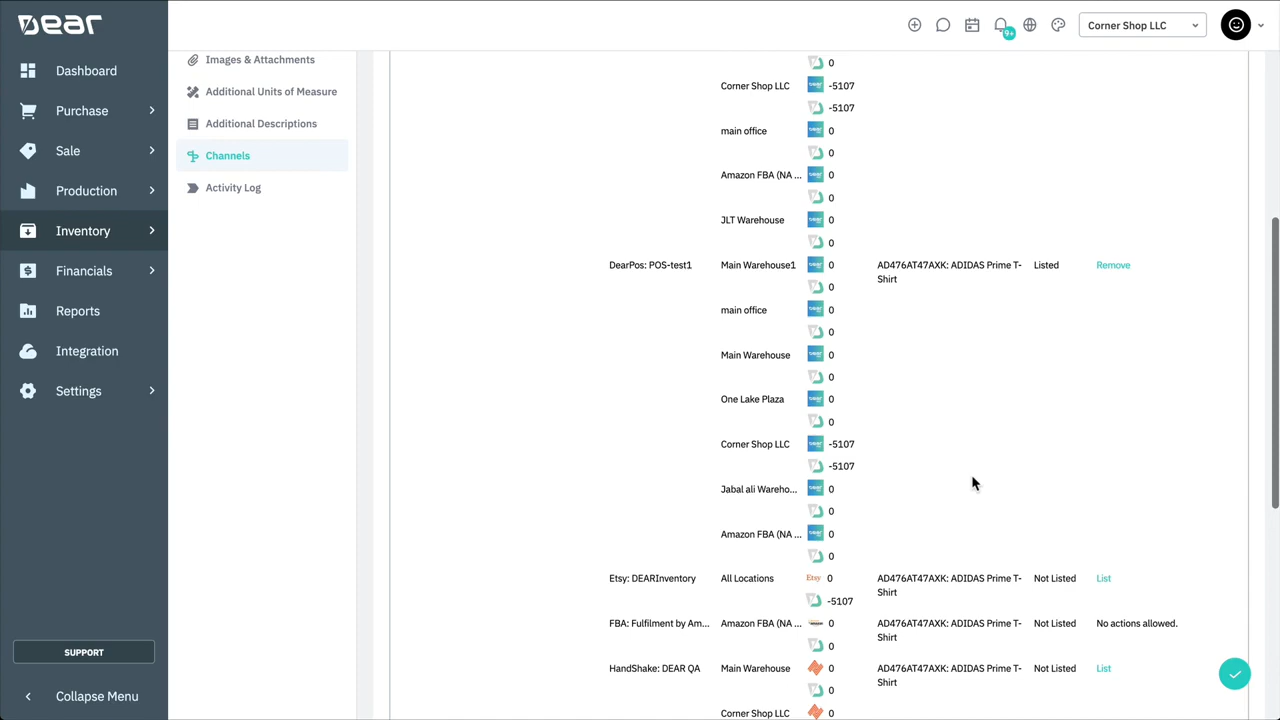 Dear
Corner Shop LLC
9+
Dashboard
Purchase
Sale
Production
Inventory
Financials
Reports
Integration
Settings
SUPPORT
Collapse Menu
Images & Attachments
Additional Units of Measure
Additional Descriptions
Channels
Activity Log
0
Corner Shop LLC -5107
-5107
main office 0
0
Amazon FBA (NA ... 0
0
JLT Warehouse 0
0
DearPos: POS-test1 Main Warehouse1 0 AD476AT47AXK: ADIDAS Prime T- Listed Remove
Shirt
0
main office 0
0
Main Warehouse 0
0
One Lake Plaza 0
0
Corner Shop LLC -5107
-5107
Jabal ali Wareho... 0
0
Amazon FBA (NA ... 0
0
Etsy: DEARInventory All Locations Etsy 0 AD476AT47AXK: ADIDAS Prime T- Not Listed List
Shirt
-5107
FBA: Fulfilment by Am... Amazon FBA (NA ... 0 AD476AT47AXK: ADIDAS Prime T- Not Listed No actions allowed.
Shirt
0
HandShake: DEAR QA Main Warehouse 0 AD476AT47AXK: ADIDAS Prime T- Not Listed List
Shirt
0
Corner Shop LLC 0